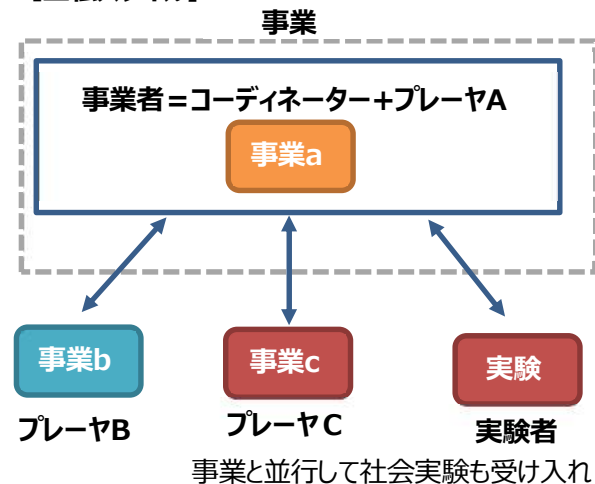 事業
事業者=コーディネーター+プレーヤA
事業a
事業b
事業c
実験
プレーヤB
プレーヤC
実験者
事業と並行して社会実験も受け入れ